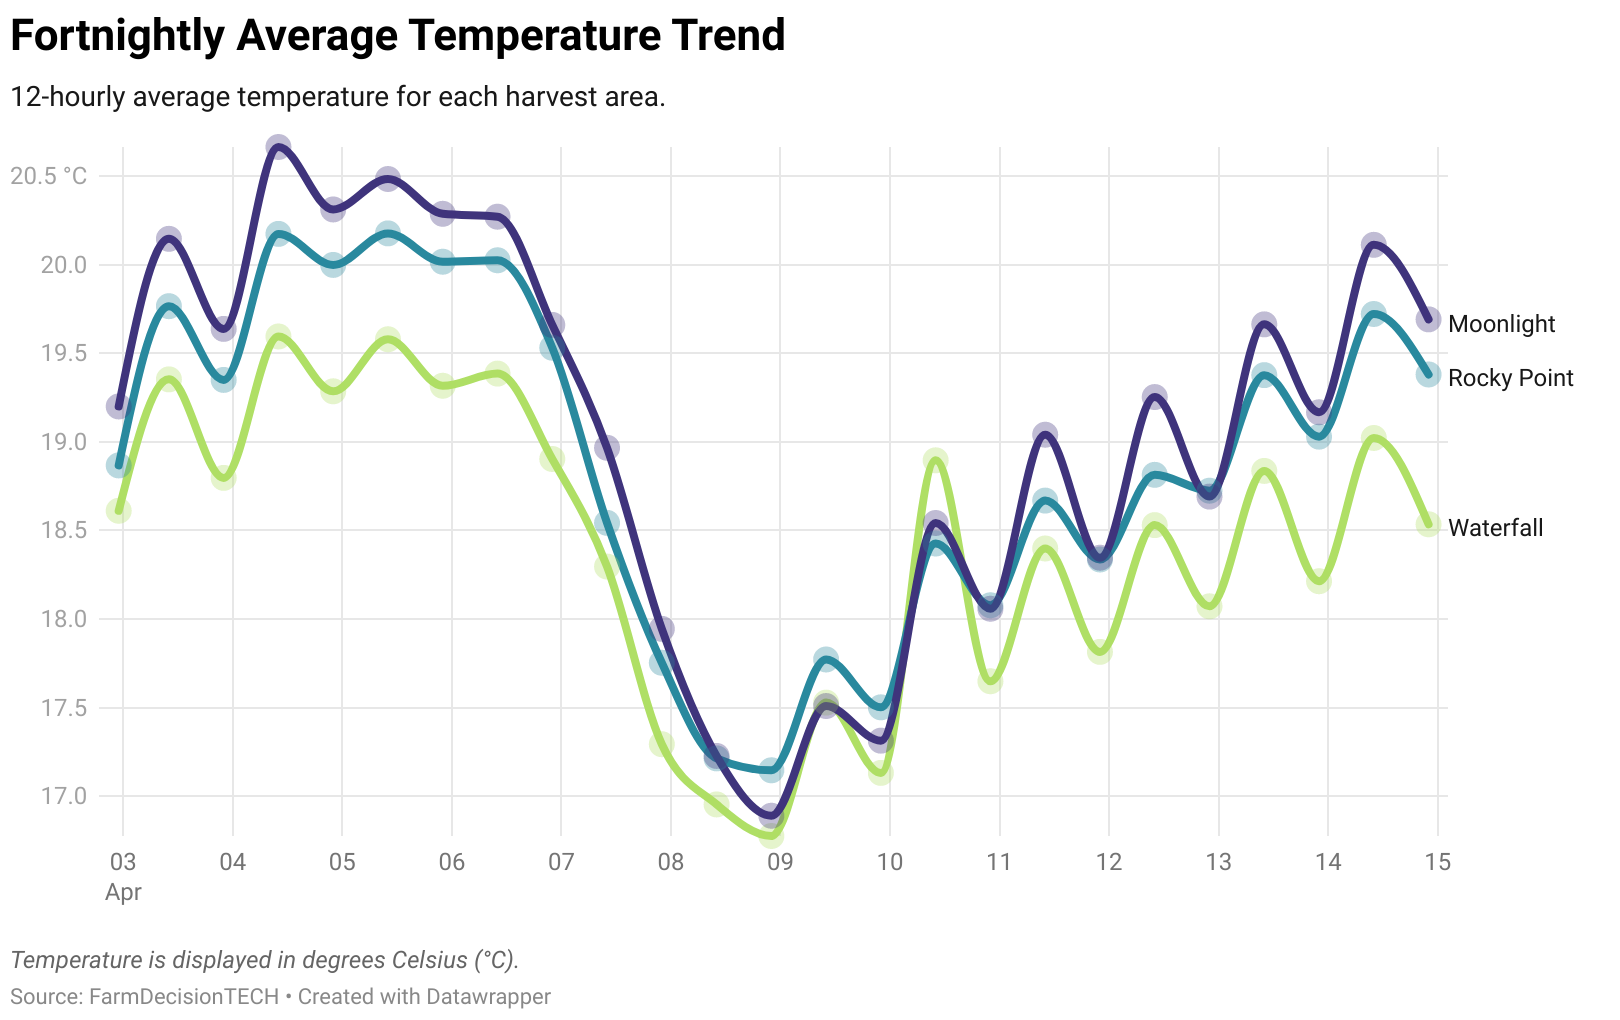 Fortnightly Average Temperature Trend
12-hourly average temperature for each harvest area.
20.5 °C
20.0
19.5
19.0
18.5
18.0
17.5
17.0
Moonlight
Rocky Point
Waterfall
03 04 05 06 07 08 09 10 11 12 13 14 15
Apr
Temperature is displayed in degrees Celsius (°C).
Source: FarmDecisionTECH • Created with Datawrapper